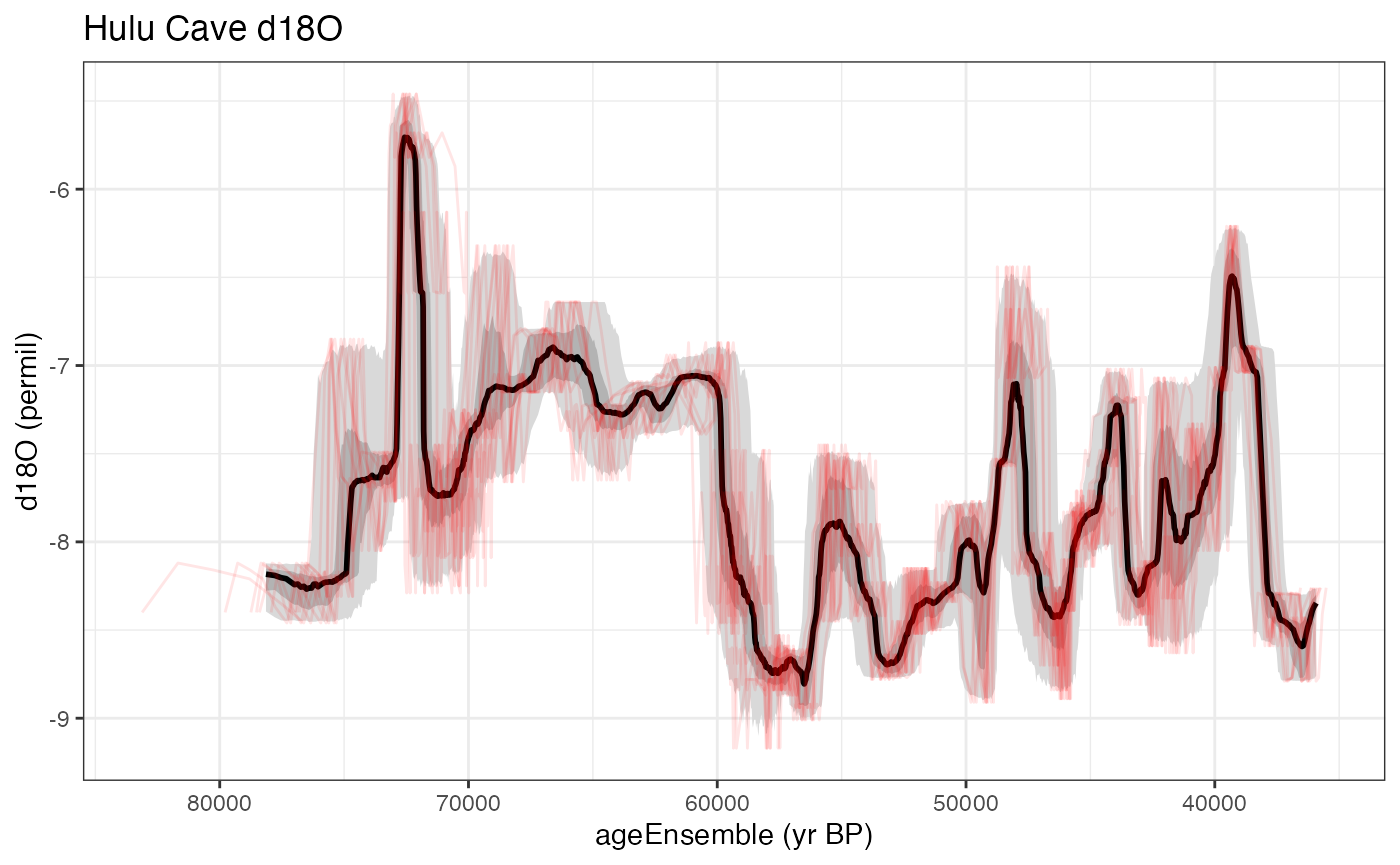 Hulu Cave d18O
d18O (permil)
-6
-7
-8
-9
80000 70000 60000 50000 40000
ageEnsemble (yr BP)